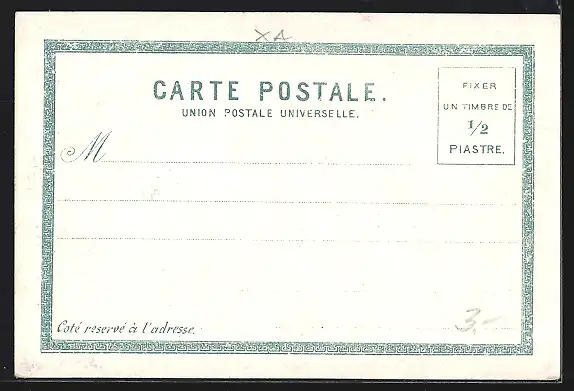 XA
CARTE POSTALE.
UNION POSTALE UNIVERSELLE.
FIXER
UN TIMBRE DE
1/2
PIASTRE.
M
Coté reservé à l'adresse.
3.-